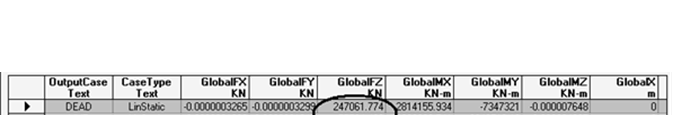 OutputCase CaseType GlobalFX GlobalFY GlobalFZ GlobalMX GlobalMY GlobalMZ GlobalX
Text Text KN KN KN KN-m KN-m KN-m m
DEAD LinStatic -0.0000003265 -0.0000003299 247061.774 2814155.934 -7347321 -0.000007648 0